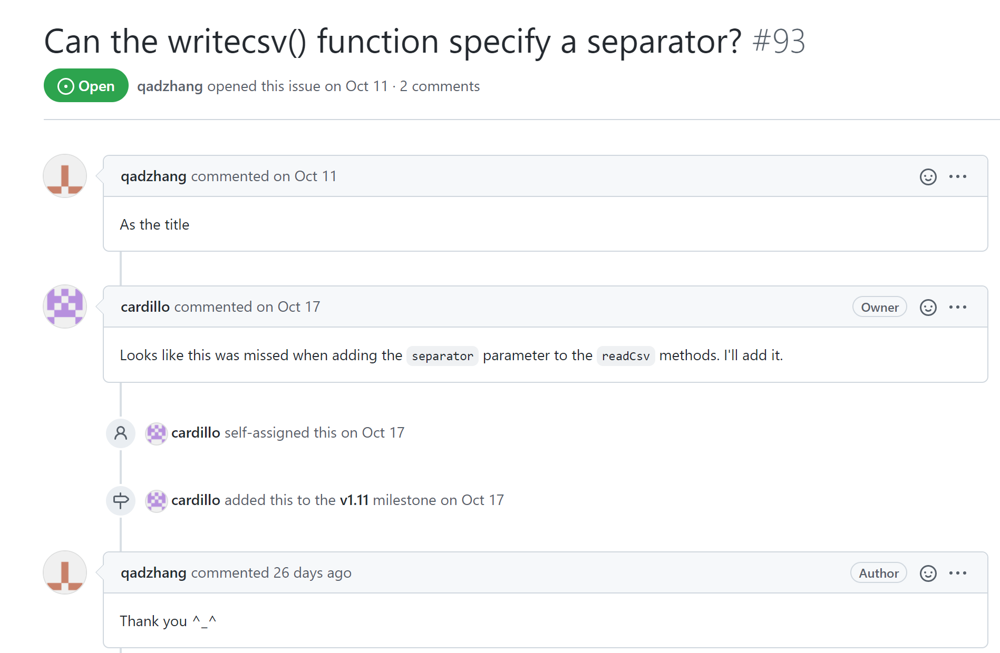 Can the writecsv() function specify a separator? #93
Open qadzhang opened this issue on Oct 11 · 2 comments
qadzhang commented on Oct 11
As the title
cardillo commented on Oct 17 Owner
Looks like this was missed when adding the separator parameter to the readCsv methods. I'll add it.
cardillo self-assigned this on Oct 17
cardillo added this to the v1.11 milestone on Oct 17
qadzhang commented 26 days ago Author
Thank you ^_^